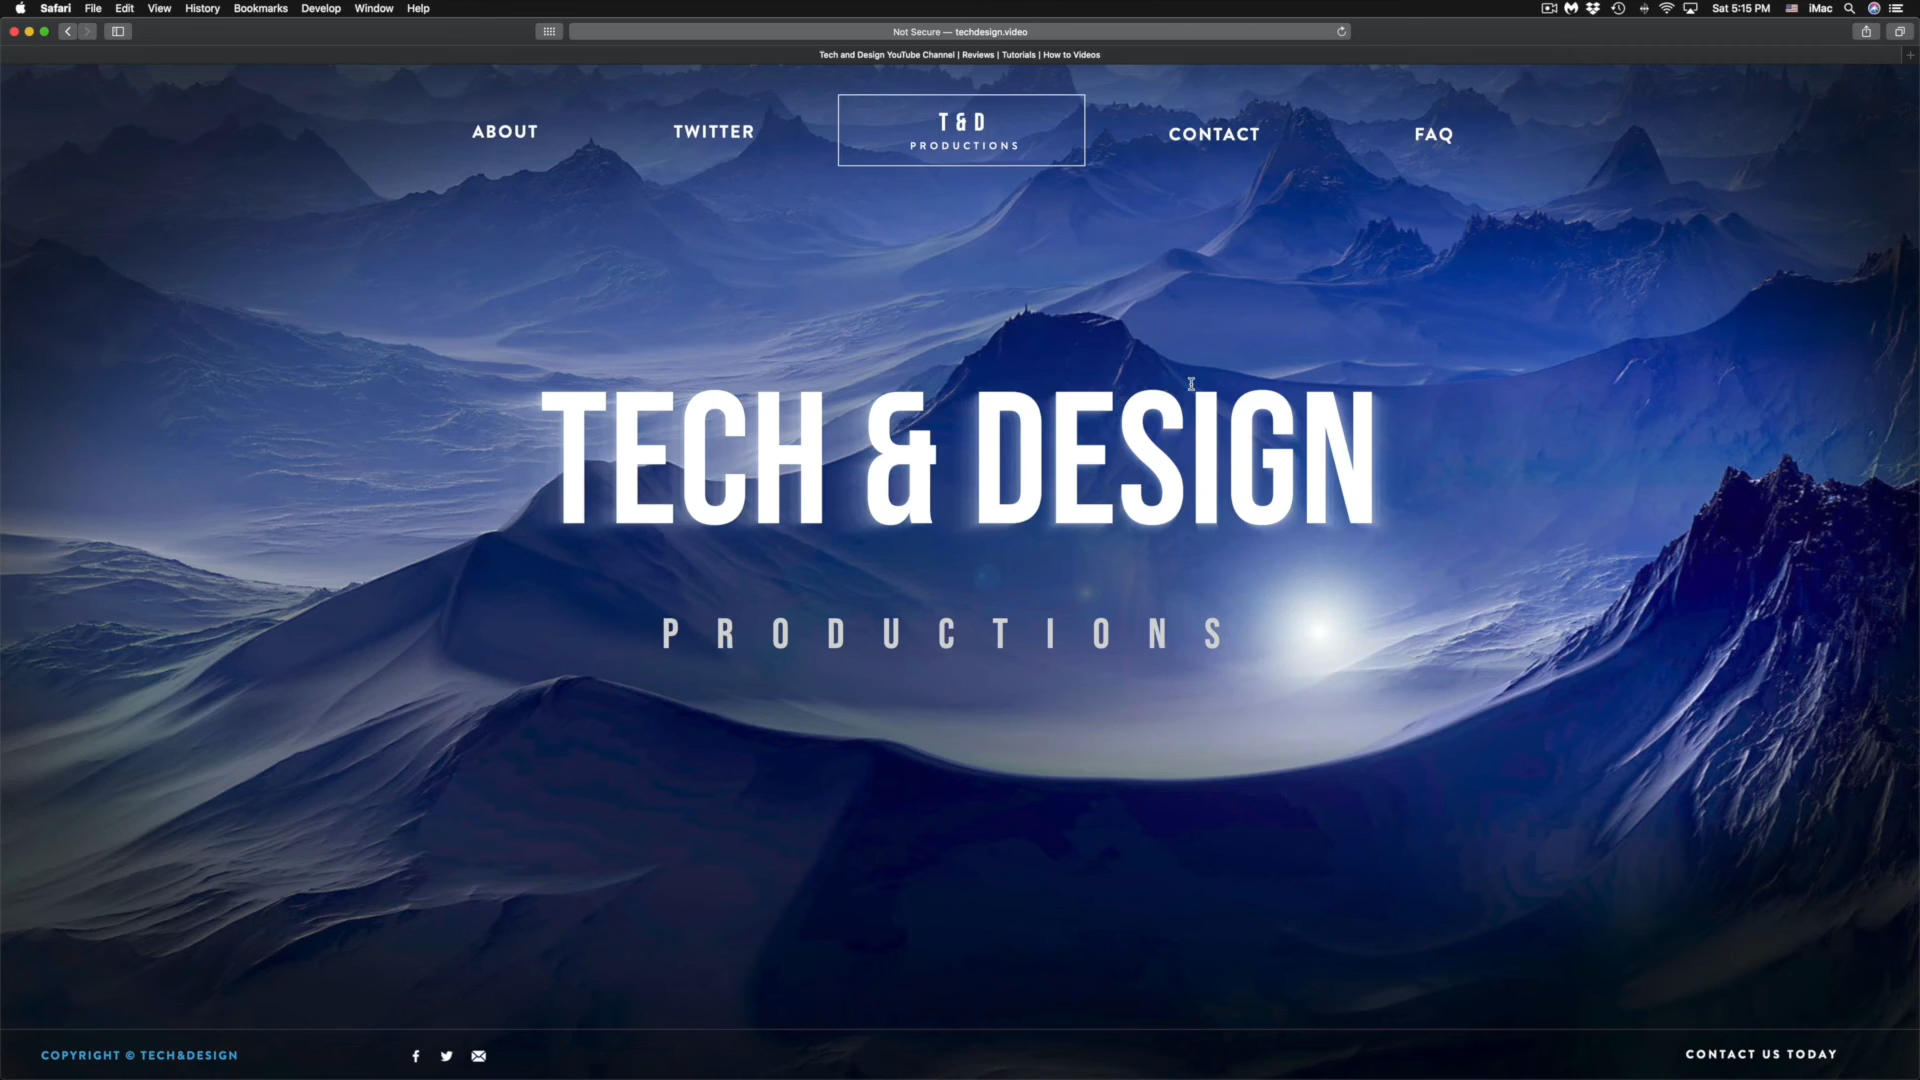 Safari File Edit View History Bookmarks Develop Window Help Sat 5:15 PM iMac
Not Secure — techdesign.video
Tech and Design YouTube Channel | Reviews | Tutorials | How to Videos
ABOUT TWITTER T&D CONTACT FAQ
PRODUCTIONS
TECH & DESIGN
PRODUCTIONS
COPYRIGHT © TECH&DESIGN CONTACT US TODAY